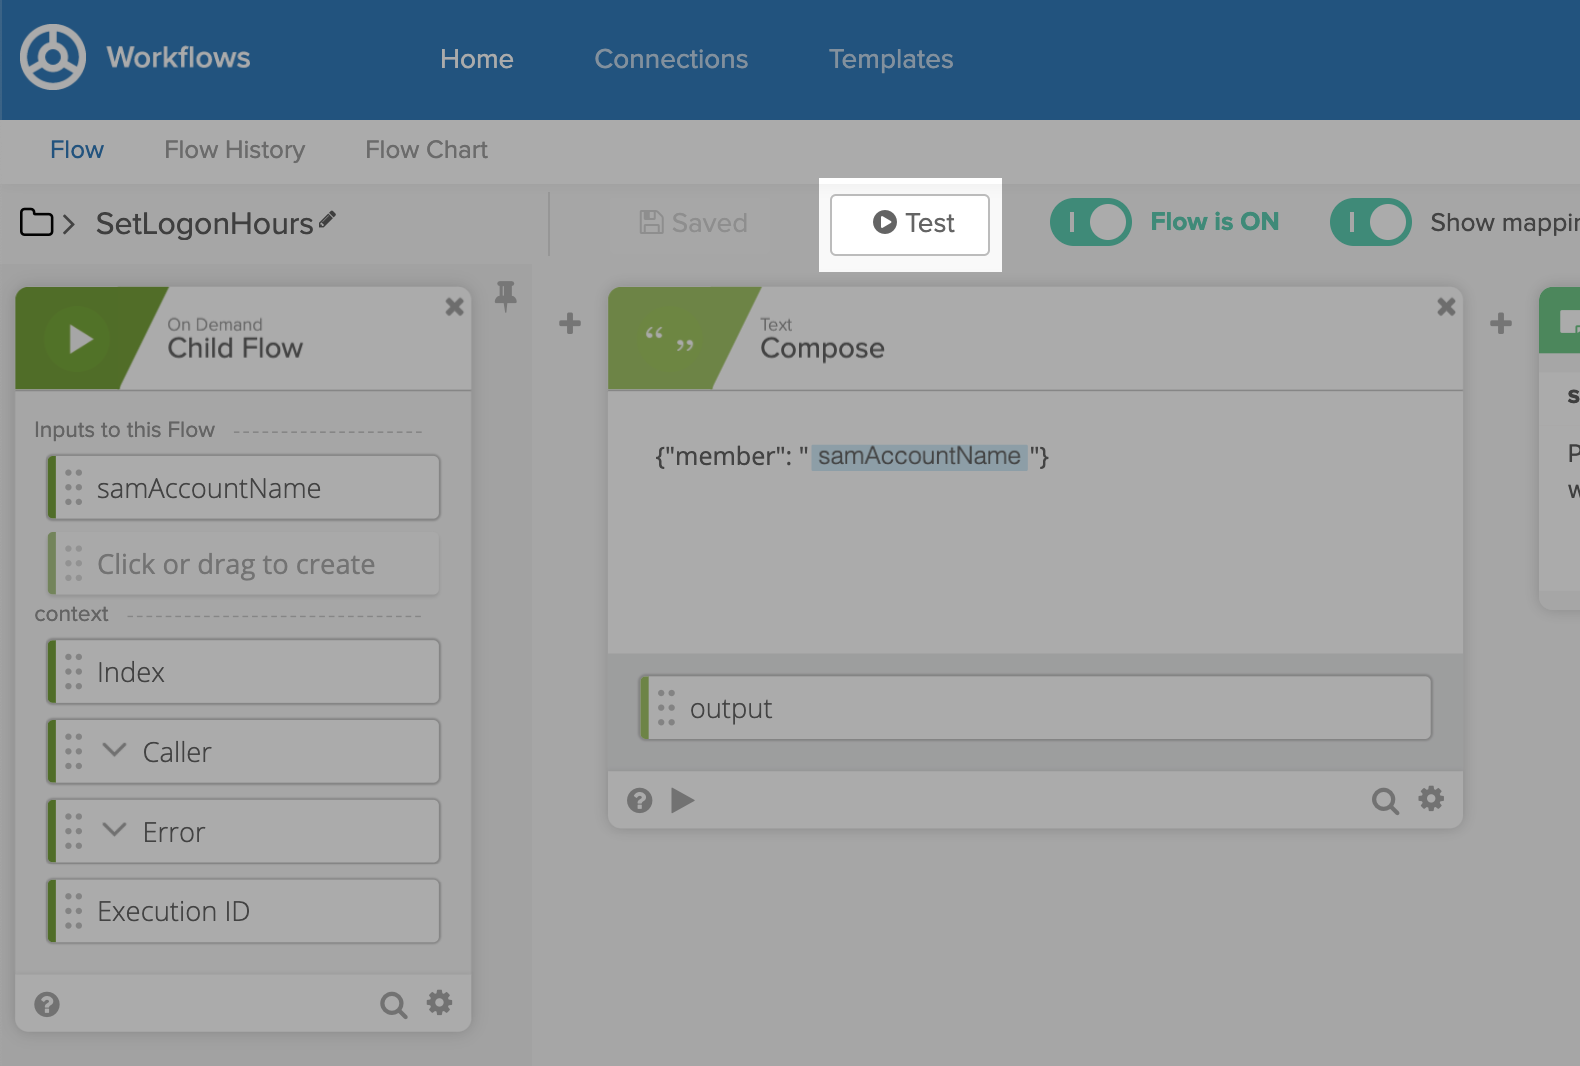 Workflows
Home
Connections
Templates
Flow
Flow History
Flow Chart
SetLogonHours
Saved
Test
Flow is ON
Show mappin
On Demand
Child Flow
Inputs to this Flow
samAccountName
Click or drag to create
context
Index
Caller
Error
Execution ID
Text
Compose
{"member": " samAccountName "}
output
s
P
w